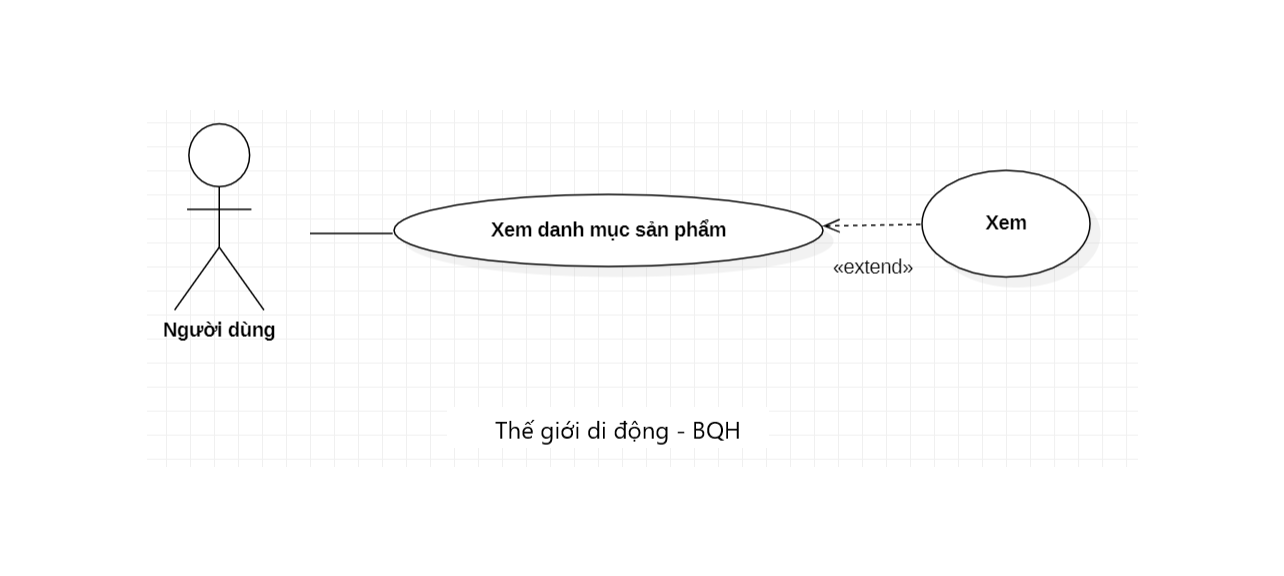 Xem danh mục sản phẩm
Xem
«extend»
Người dùng
Thế giới di động - BQH